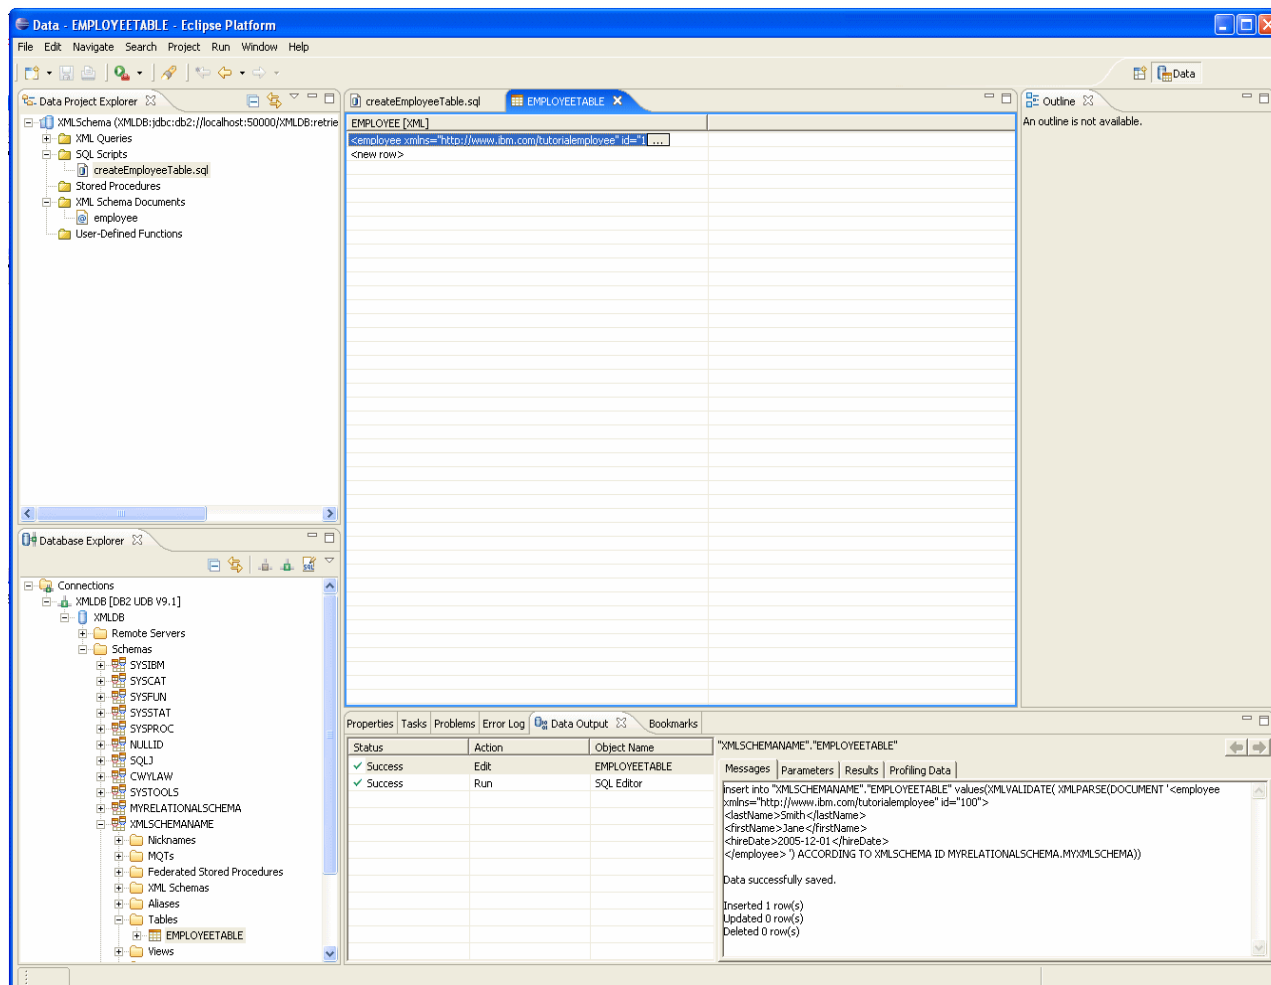 Data - EMPLOYEETABLE - Eclipse Platform
File Edit Navigate Search Project Run Window Help
Data
Data Project Explorer
XMLSchema (XMLDB:jdbc:db2://localhost:50000/XMLDB:retrie
XML Queries
SQL Scripts
createEmployeeTable.sql
Stored Procedures
XML Schema Documents
employee
User-Defined Functions
createEmployeeTable.sql EMPLOYEETABLE
EMPLOYEE [XML]
<employee xmlns="http://www.ibm.com/tutorialemployee" id="1 ...
<new row>
Outline
An outline is not available.
Database Explorer
Connections
XMLDB [DB2 UDB V9.1]
XMLDB
Remote Servers
Schemas
SYSIBM
SYSCAT
SYSFUN
SYSSTAT
SYSPROC
NULLID
SQLJ
CWYLAW
SYSTOOLS
MYRELATIONALSCHEMA
XMLSCHEMANAME
Nicknames
MQTs
Federated Stored Procedures
XML Schemas
Aliases
Tables
EMPLOYEETABLE
Views
Properties Tasks Problems Error Log Data Output Bookmarks
Status Action Object Name
Success Edit EMPLOYEETABLE
Success Run SQL Editor
"XMLSCHEMANAME"."EMPLOYEETABLE"
Messages Parameters Results Profiling Data
insert into "XMLSCHEMANAME"."EMPLOYEETABLE" values(XMLVALIDATE( XMLPARSE(DOCUMENT '<employee
xmlns="http://www.ibm.com/tutorialemployee" id="100">
<lastName>Smith</lastName>
<firstName>Jane</firstName>
<hireDate>2005-12-01</hireDate>
</employee> ') ACCORDING TO XMLSCHEMA ID MYRELATIONALSCHEMA.MYXMLSCHEMA))
Data successfully saved.
Inserted 1 row(s)
Updated 0 row(s)
Deleted 0 row(s)